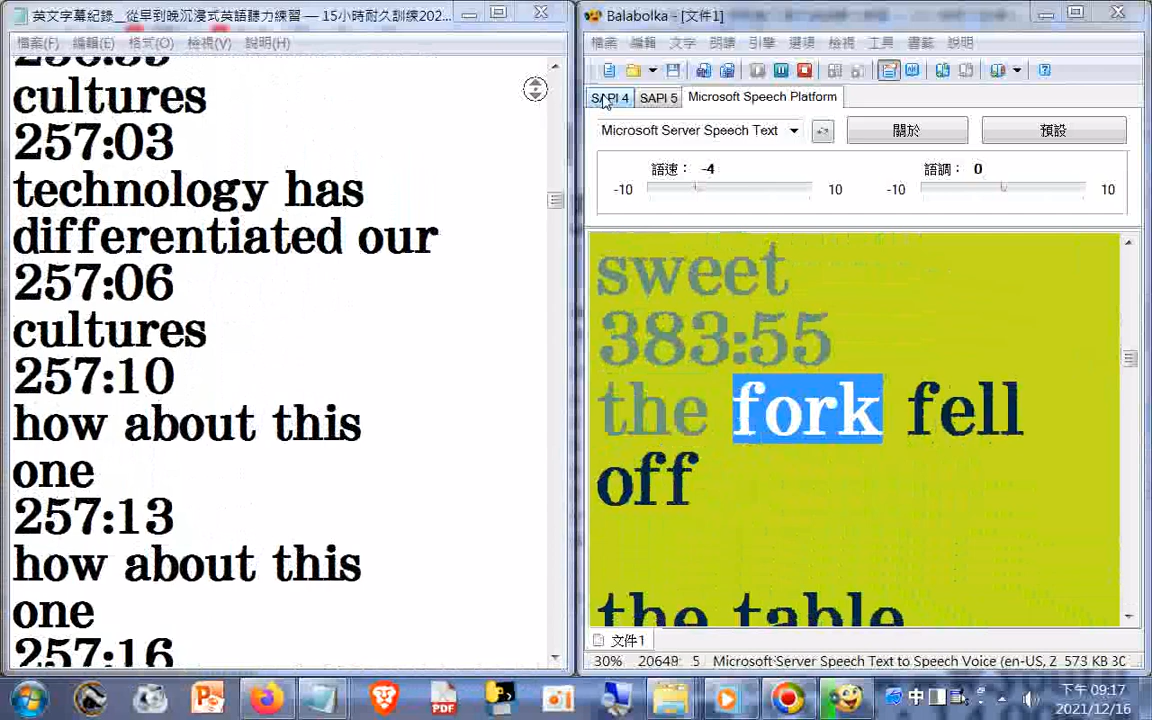 英文字幕紀錄__從早到晚沉浸式英語聽力練習 — 15小時耐久訓練202...
檔案(F) 編輯(E) 格式(O) 檢視(V) 說明(H)
cultures
257:03
technology has
differentiated our
257:06
cultures
257:10
how about this
one
257:13
how about this
one
257:16
Balabolka - [文件1]
檔案 編輯 文字 朗讀 引擎 選項 檢視 工具 書籤 說明
SAPI 4 SAPI 5 Microsoft Speech Platform
Microsoft Server Speech Text
關於
預設
語速： -4
語調： 0
-10 10 -10 10
sweet
383:55
the fork fell
off
the table
文件1
30% 20649: 5 Microsoft Server Speech Text to Speech Voice (en-US, Z 573 KB
中
下午 09:17
2021/12/16